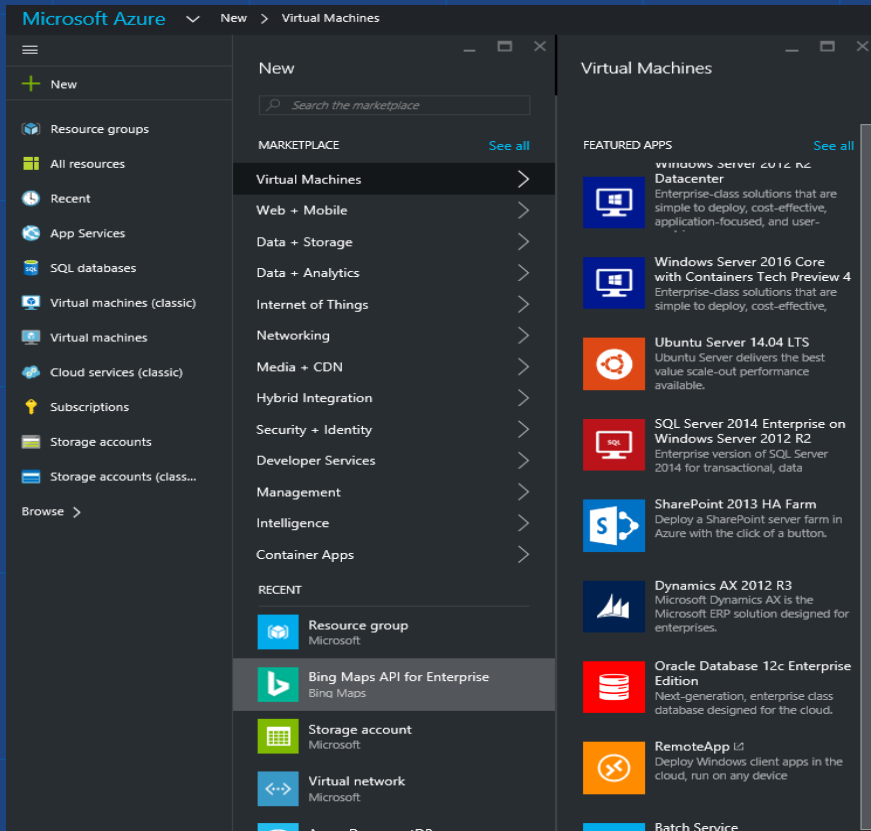 Microsoft Azure New > Virtual Machines
New
Resource groups
All resources
Recent
App Services
SQL databases
Virtual machines (classic)
Virtual machines
Cloud services (classic)
Subscriptions
Storage accounts
Storage accounts (class...
Browse >
New
Search the marketplace
MARKETPLACE See all
Virtual Machines
Web + Mobile
Data + Storage
Data + Analytics
Internet of Things
Networking
Media + CDN
Hybrid Integration
Security + Identity
Developer Services
Management
Intelligence
Container Apps
RECENT
Resource group
Microsoft
Bing Maps API for Enterprise
Bing Maps
Storage account
Microsoft
Virtual network
Microsoft
Virtual Machines
FEATURED APPS See all
Windows Server 2012 R2
Datacenter
Enterprise-class solutions that are
simple to deploy, cost-effective,
application-focused, and user-
Windows Server 2016 Core
with Containers Tech Preview 4
Enterprise-class solutions that are
simple to deploy, cost-effective,
Ubuntu Server 14.04 LTS
Ubuntu Server delivers the best
value scale-out performance
available.
SQL
SQL Server 2014 Enterprise on
Windows Server 2012 R2
Enterprise version of SQL Server
2014 for transactional, data
SharePoint 2013 HA Farm
Deploy a SharePoint server farm in
Azure with the click of a button.
Dynamics AX 2012 R3
Microsoft Dynamics AX is the
Microsoft ERP solution designed for
enterprises.
Oracle Database 12c Enterprise
Edition
Next-generation, enterprise class
database designed for the cloud.
RemoteApp
Deploy Windows client apps in the
cloud, run on any device
Batch Service